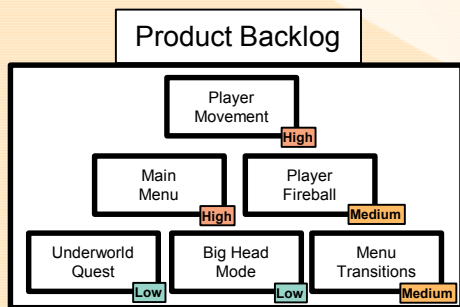 Product Backlog
Player
Movement
High
Main
Menu
High
Player
Fireball
Medium
Underworld
Quest
Low
Big Head
Mode
Low
Menu
Transitions
Medium